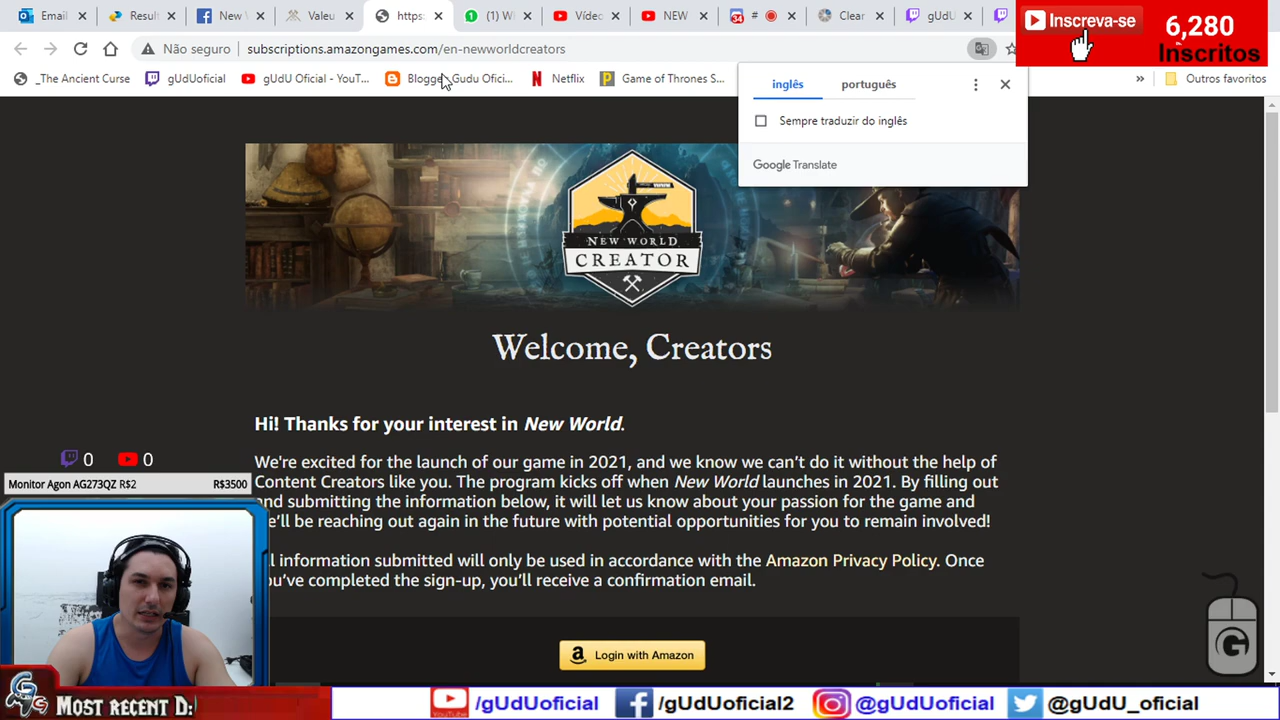 Email
Result
New
Valeu
https:
(1) W
Vídeo
NEW
34
#
Clear
gUdU
Inscreva-se
6,280
Inscritos
Não seguro
subscriptions.amazongames.com/en-newworldcreators
_The Ancient Curse
gUdUoficial
gUdU Oficial - YouT...
Blogge
Gudu Ofici...
Netflix
Game of Thrones S...
»
Outros favoritos
inglês
português
Sempre traduzir do inglês
Google Translate
NEW WORLD
CREATOR
Welcome, Creators
Hi! Thanks for your interest in New World.
We're excited for the launch of our game in 2021, and we know we can't do it without the help of
Content Creators like you. The program kicks off when New World launches in 2021. By filling out
and submitting the information below, it will let us know about your passion for the game and
e'll be reaching out again in the future with potential opportunities for you to remain involved!
l information submitted will only be used in accordance with the Amazon Privacy Policy. Once
ou've completed the sign-up, you'll receive a confirmation email.
Login with Amazon
0
0
Monitor Agon AG273QZ R$2
R$3500
G
MOST RECENT D:
YouTube
/gUdUoficial
/gUdUoficial2
@gUdUoficial
@gUdU_oficial